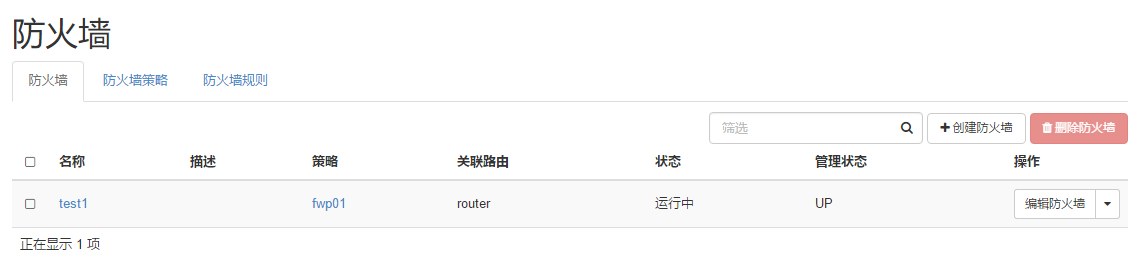 防火墙
防火墙 防火墙策略 防火墙规则
筛选 创建防火墙 删除防火墙
名称 描述 策略 关联路由 状态 管理状态 操作
test1 fwp01 router 运行中 UP 编辑防火墙
正在显示 1 项